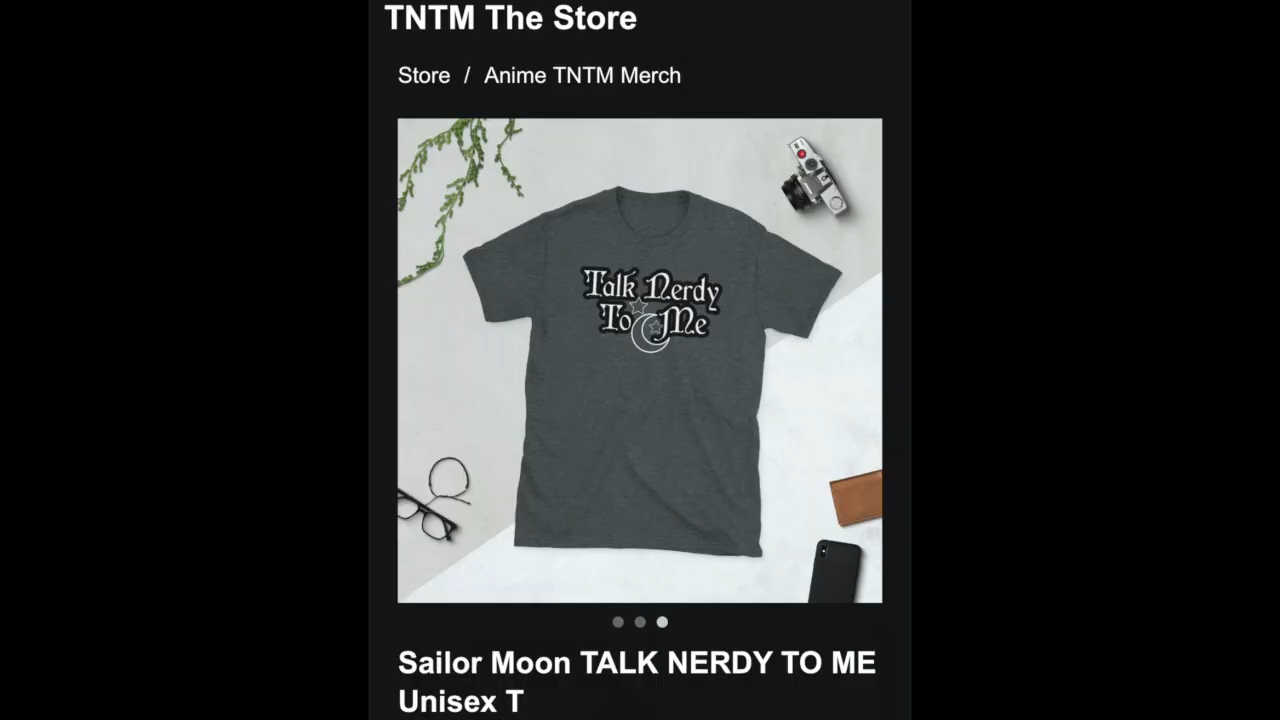 TNTM The Store
Store / Anime TNTM Merch
Talk Nerdy
To Me
Sailor Moon TALK NERDY TO ME
Unisex T